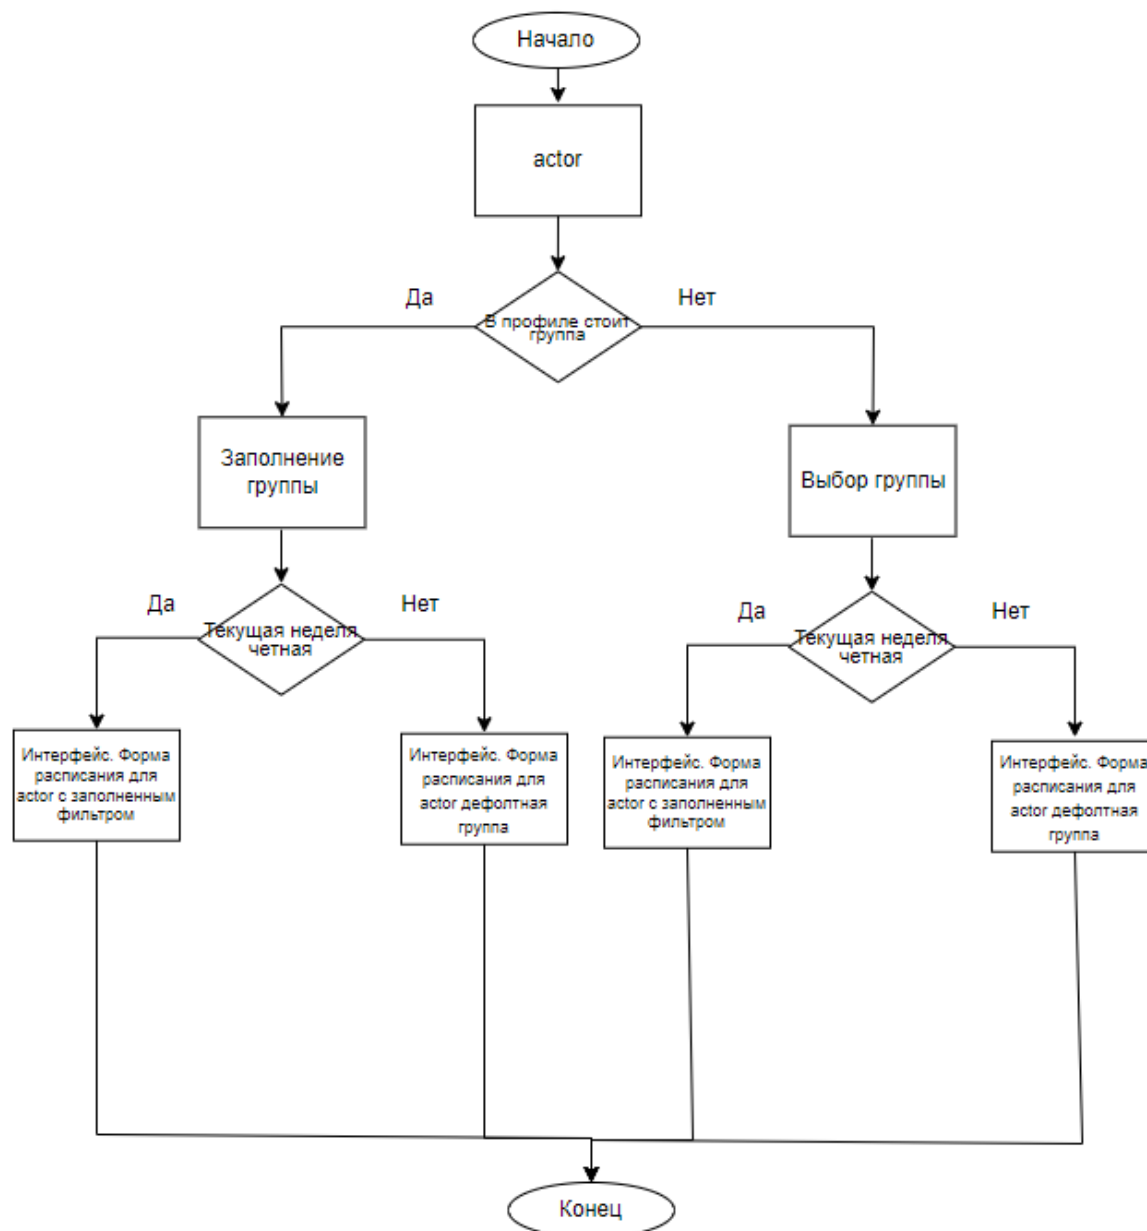 Начало
actor
Да
Нет
В профиле стоит
группа
Заполнение
группы
Выбор группы
Да
Нет
Текущая неделя
четная
Да
Нет
Текущая неделя
четная
Интерфейс. Форма
расписания для
actor с заполненным
фильтром
Интерфейс. Форма
расписания для
actor дефолтная
группа
Интерфейс. Форма
расписания для
actor с заполненным
фильтром
Интерфейс. Форма
расписания для
actor дефолтная
группа
Конец